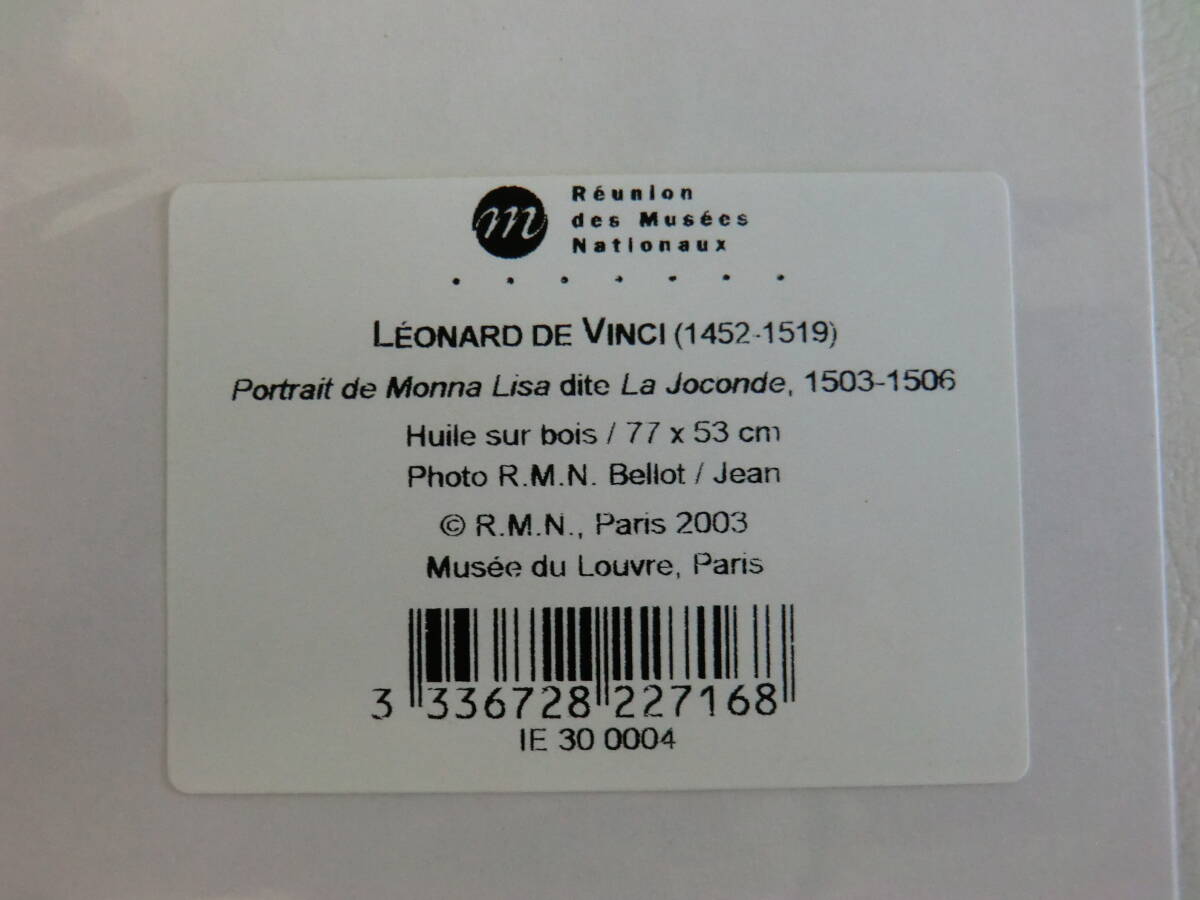 m
Réunion
des Musées
Nationaux
LÉONARD DE VINCI (1452-1519)
Portrait de Monna Lisa dite La Joconde, 1503-1506
Huile sur bois / 77 x 53 cm
Photo R.M.N. Bellot / Jean
© R.M.N., Paris 2003
Musée du Louvre, Paris
3 336728 227168
IE 30 0004